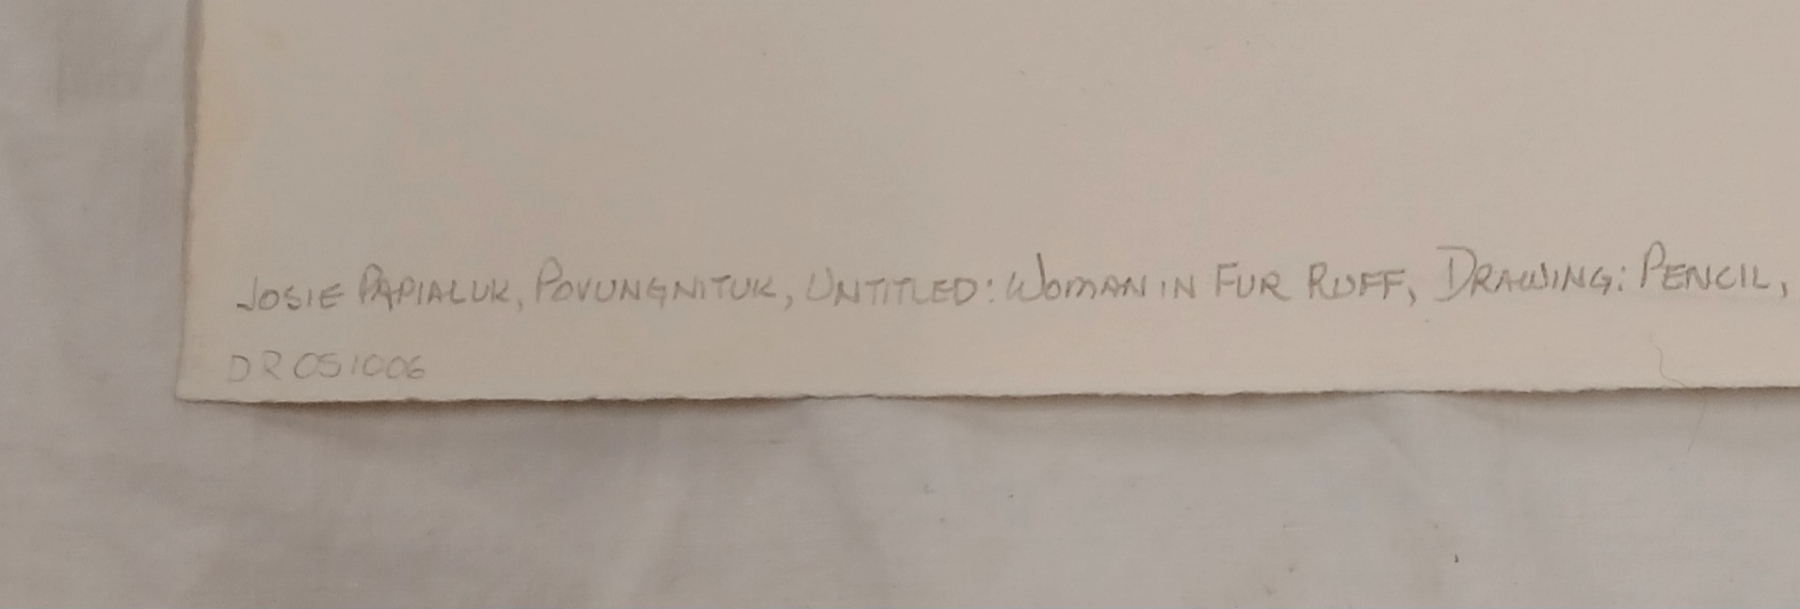 JOSIE PAPIALUK, POVUNGNITUK, UNTITLED: WOMAN IN FUR RUFF, DRAWING: PENCIL,
DR051006